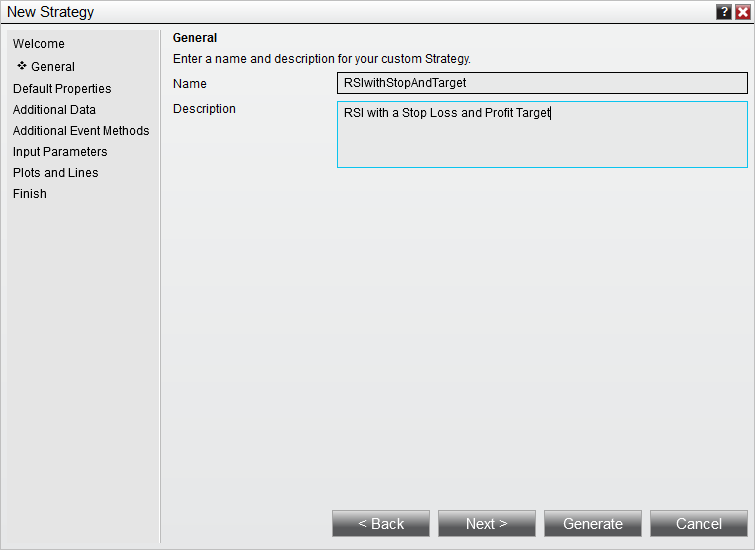 New Strategy
?
Welcome
General
Default Properties
Additional Data
Additional Event Methods
Input Parameters
Plots and Lines
Finish
General
Enter a name and description for your custom Strategy.
Name
RSIwithStopAndTarget
Description
RSI with a Stop Loss and Profit Target
< Back
Next >
Generate
Cancel